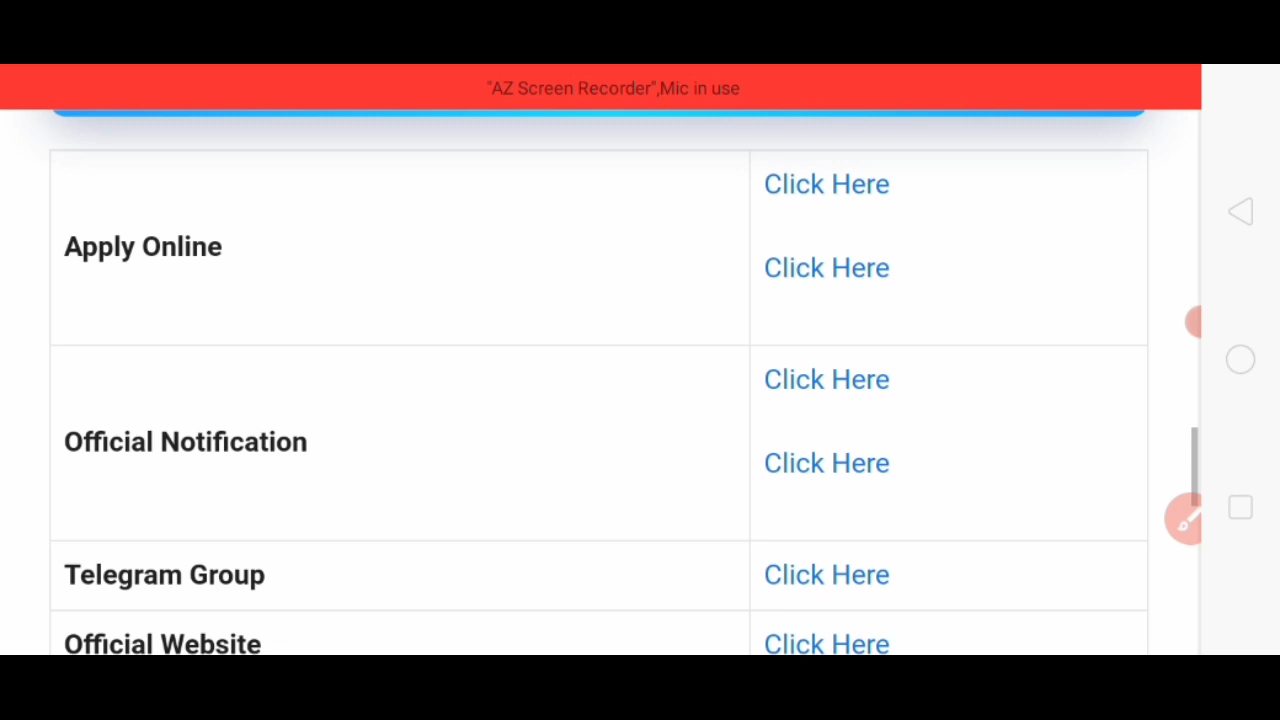 "AZ Screen Recorder",Mic in use
Click Here
Apply Online
Click Here
Click Here
Official Notification
Click Here
Telegram Group
Click Here
Official Website
Click Here